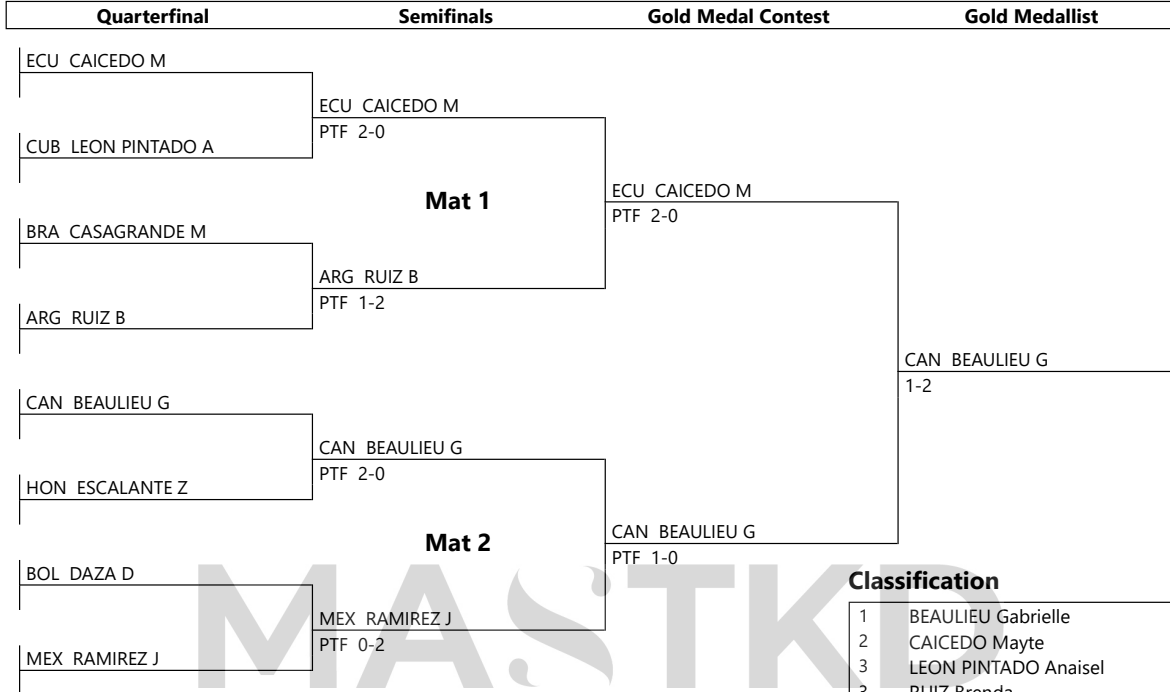 Quarterfinal Semifinals Gold Medal Contest Gold Medallist
ECU CAICEDO M
ECU CAICEDO M
PTF 2-0
CUB LEON PINTADO A
Mat 1
ECU CAICEDO M
PTF 2-0
BRA CASAGRANDE M
ARG RUIZ B
PTF 1-2
ARG RUIZ B
CAN BEAULIEU G
1-2
CAN BEAULIEU G
CAN BEAULIEU G
PTF 2-0
HON ESCALANTE Z
Mat 2
CAN BEAULIEU G
PTF 1-0
BOL DAZA D
MEX RAMIREZ J
PTF 0-2
MEX RAMIREZ J
Classification
1 BEAULIEU Gabrielle
2 CAICEDO Mayte
3 LEON PINTADO Anaisel
3 RUIZ Brenda
MASTKD